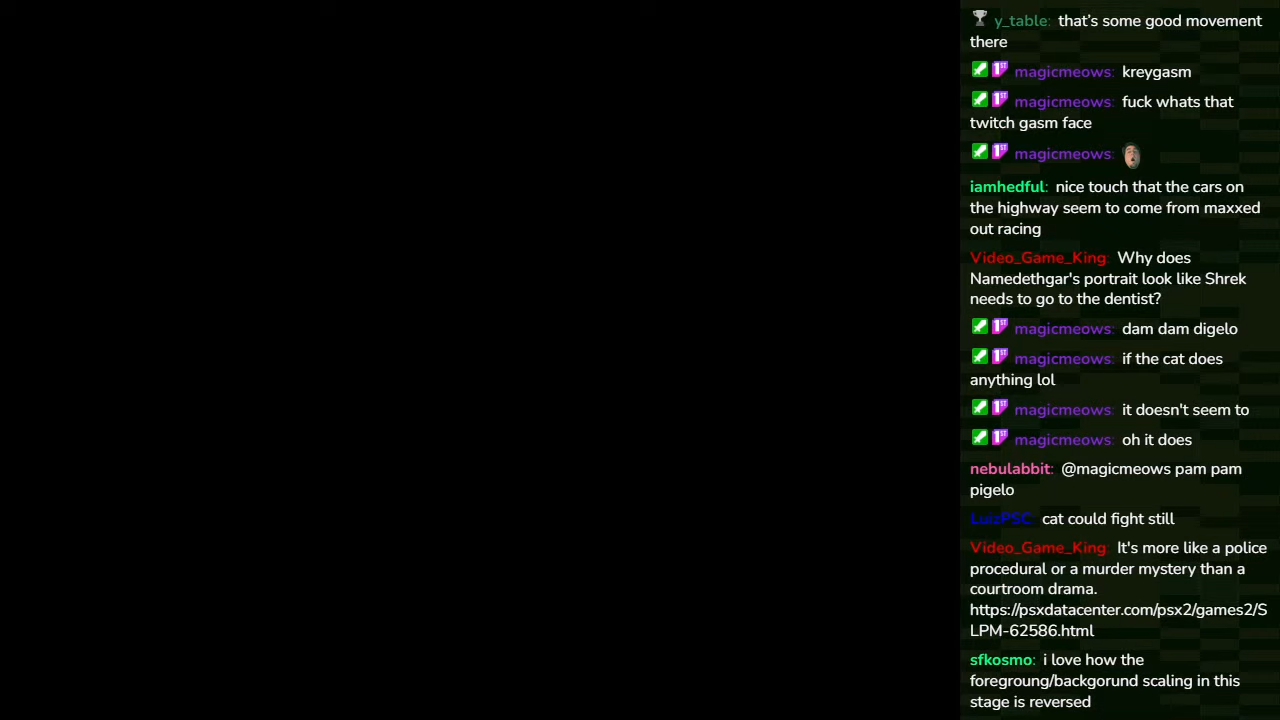 y_table: that's some good movement
there
magicmeows: kreygasm
magicmeows: fuck whats that
twitch gasm face
magicmeows:
iamhedful: nice touch that the cars on
the highway seem to come from maxxed
out racing
Video_Game_King: Why does
Namedethgar's portrait look like Shrek
needs to go to the dentist?
magicmeows: dam dam digelo
magicmeows: if the cat does
anything lol
magicmeows: it doesn't seem to
magicmeows: oh it does
nebulabbit: @magicmeows pam pam
pigelo
LuizPSC: cat could fight still
Video_Game_King: It's more like a police
procedural or a murder mystery than a
courtroom drama.
https://psxdatacenter.com/psx2/games2/S
LPM-62586.html
sfkosmo: i love how the
foregroung/backgorund scaling in this
stage is reversed